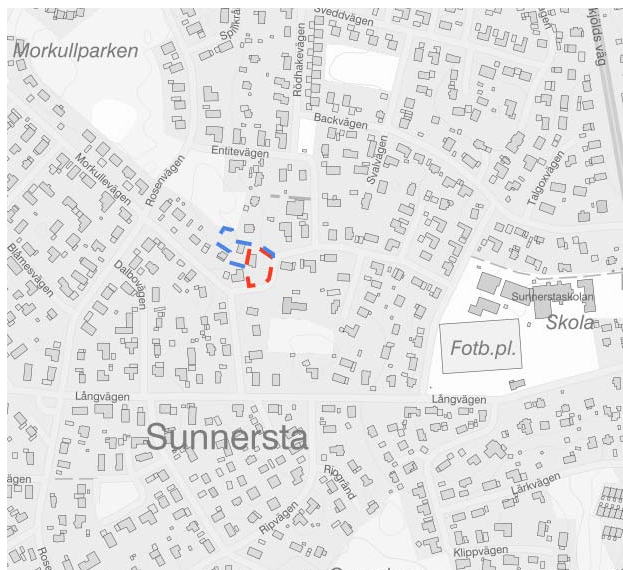 Sveddvägen
Morkullparken
Rödhakevägen
Backvägen
Entitevägen
Svalvägen
Talgoxvägen
Morkullevägen
Rosenvägen
Blåmesvägen
Dalbovägen
Sunnerstaskolan
Skola
Fotb.pl.
Långvägen
Långvägen
Sunnersta
Ripgränd
Lärkvägen
Ripvägen
Klippvägen